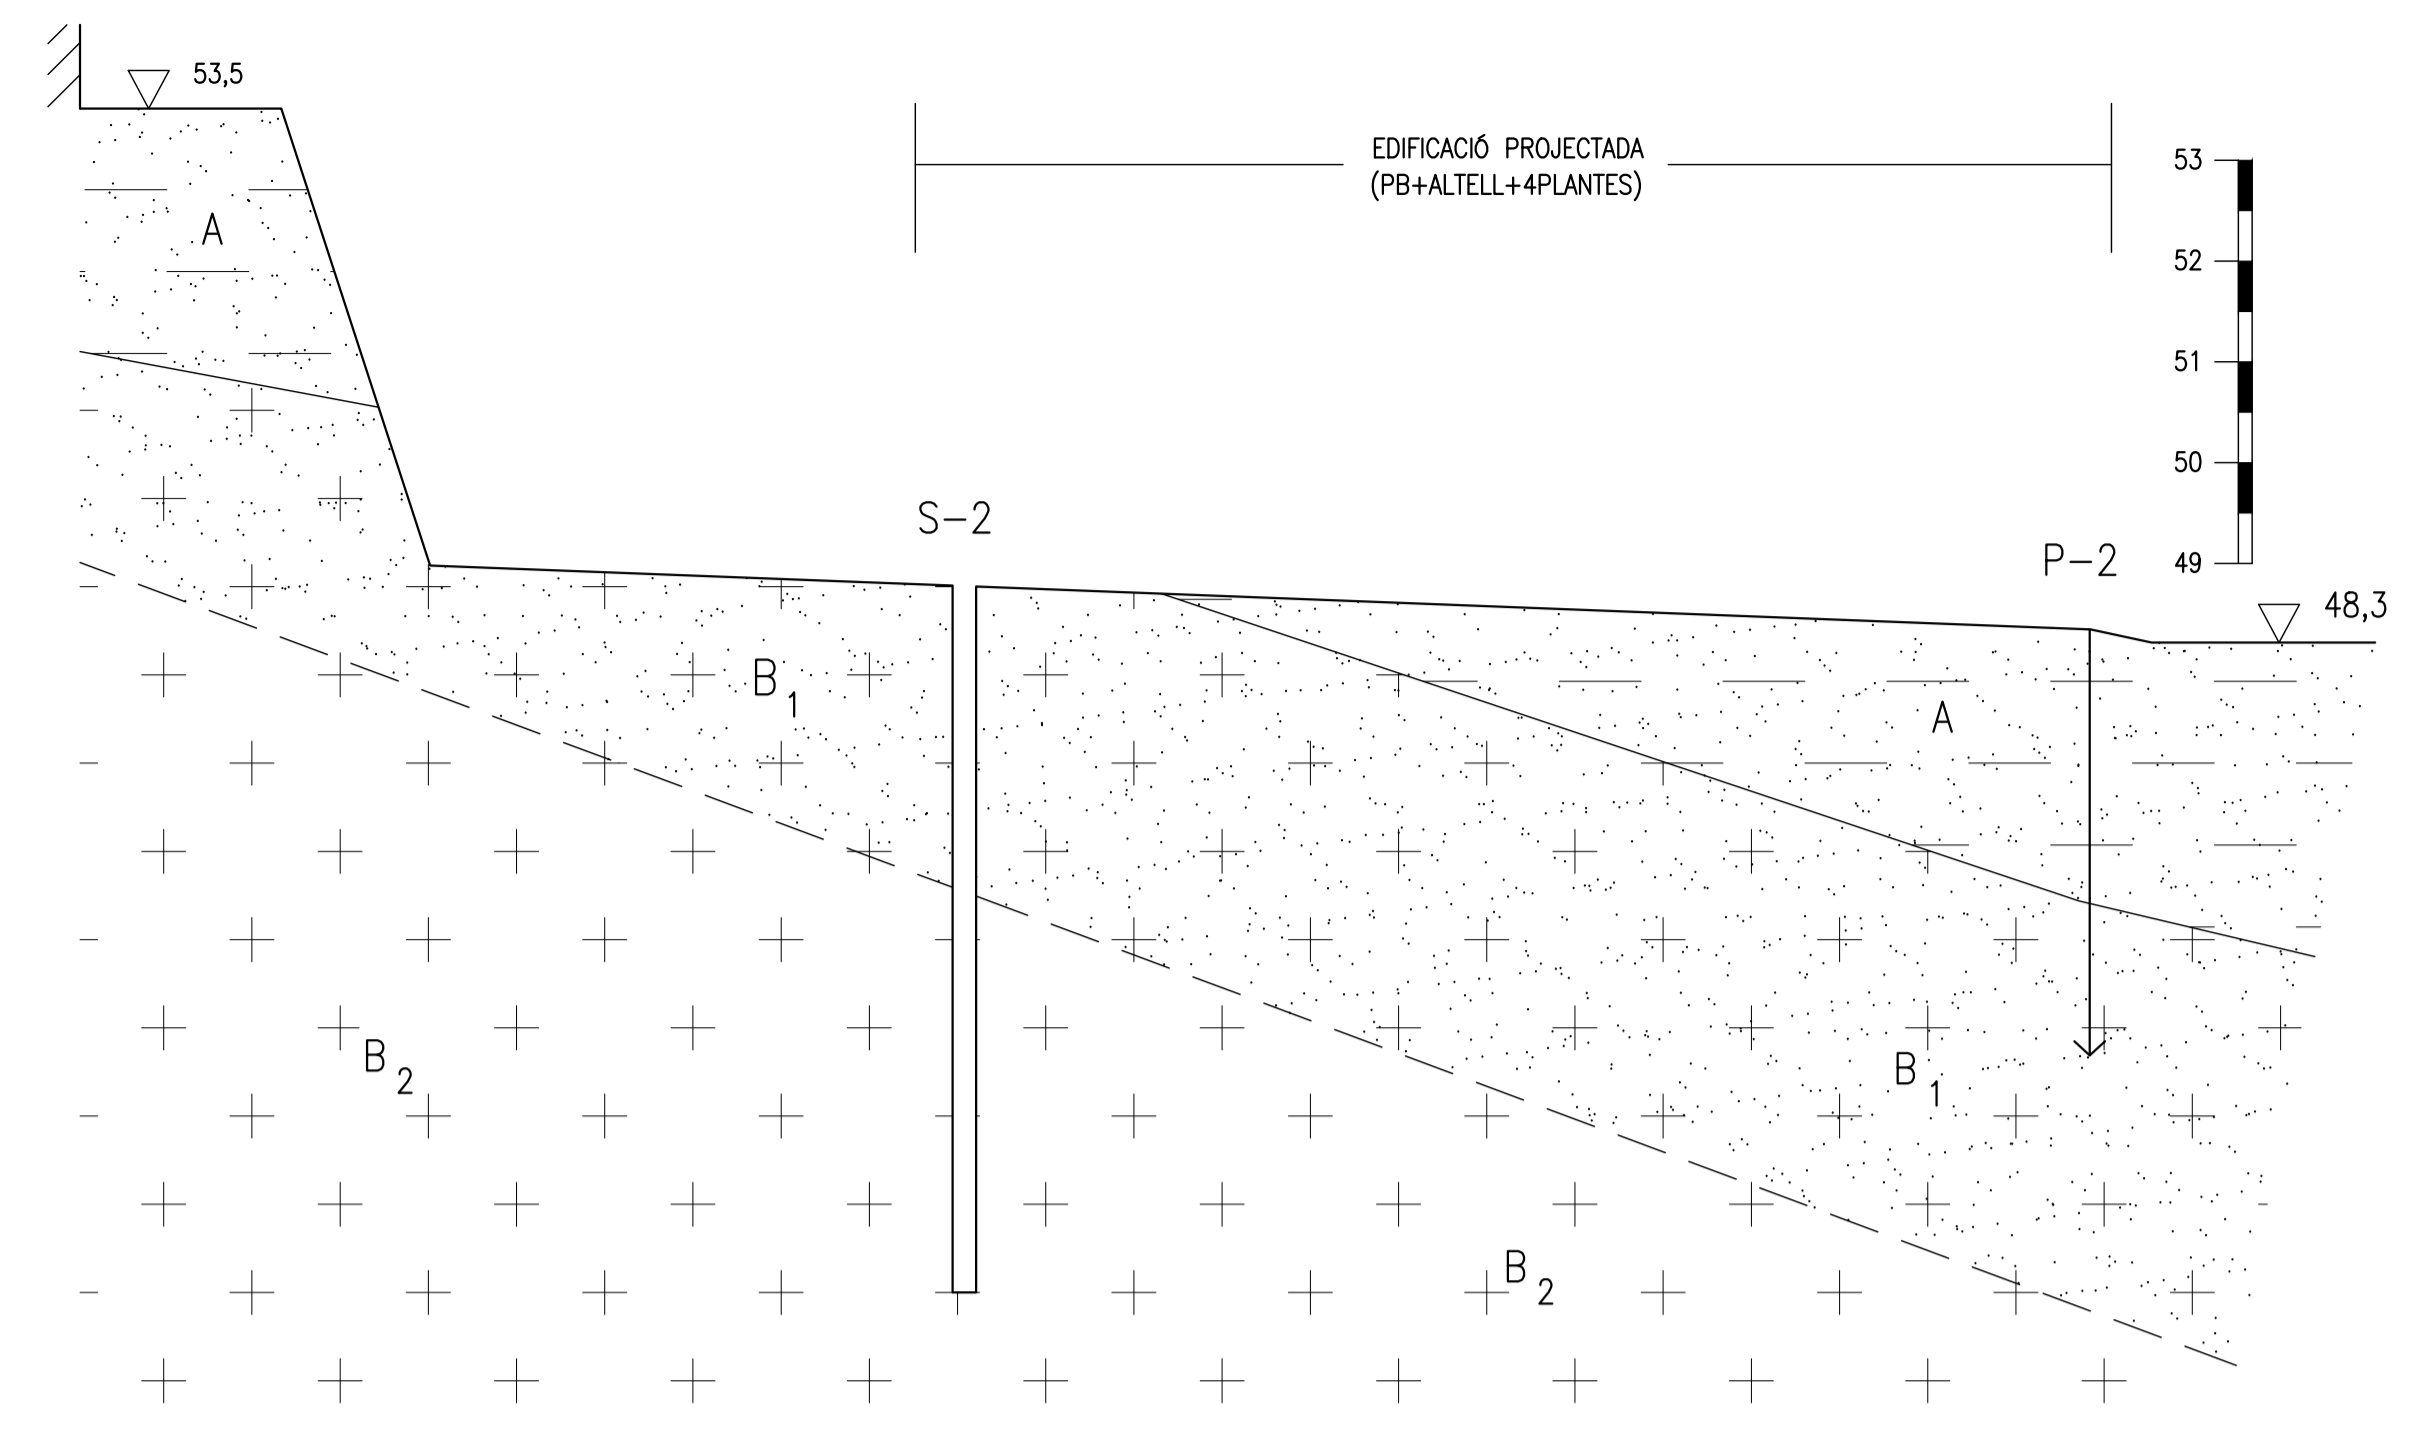 53,5
EDIFICACIÓ PROJECTADA
(PB+ALTELL+4PLANTES)
53
A
52
51
50
S-2
P-2
49
48,3
B1
A
B2
B1
B2